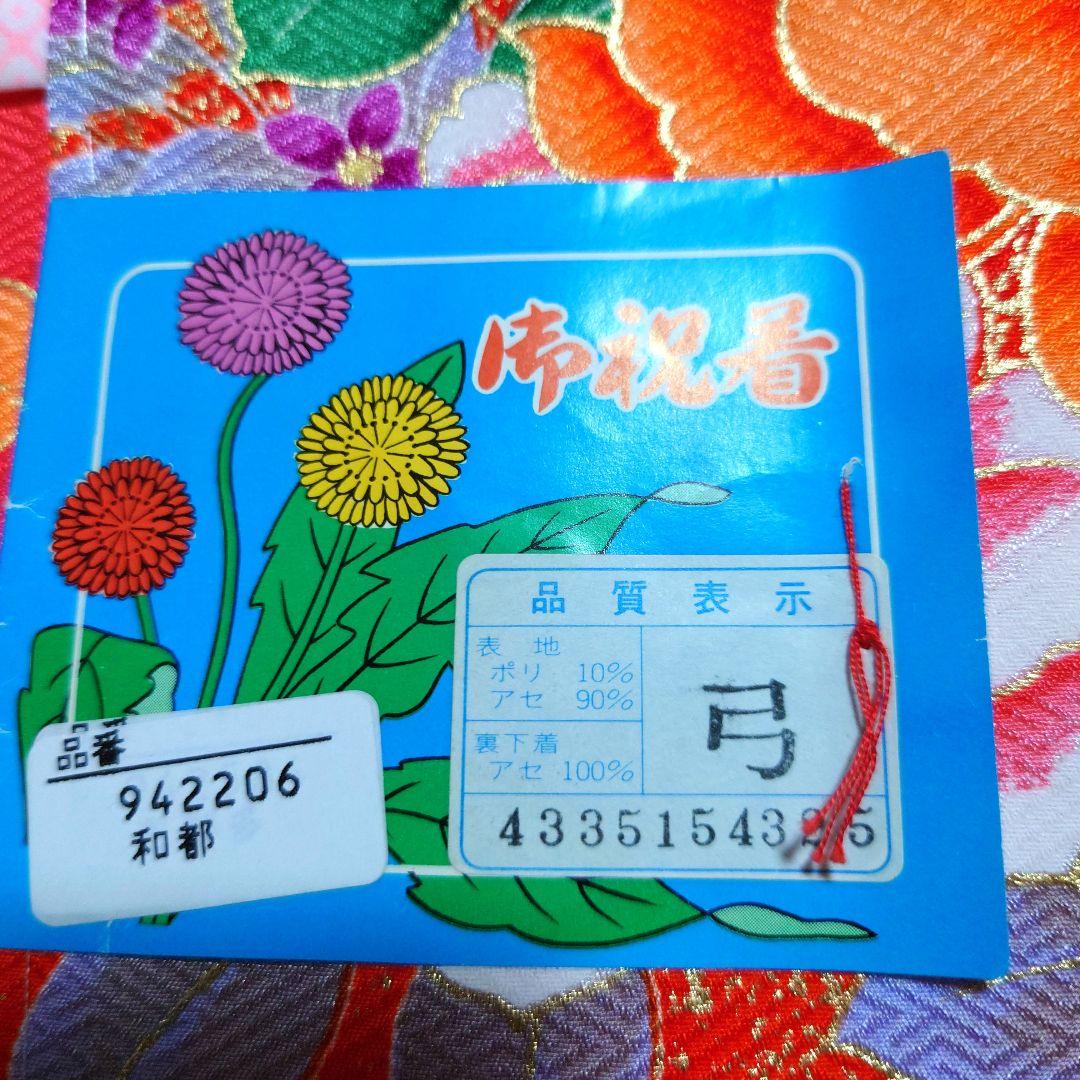 御祝着
品質表示
表地
ポリ 10%
アセ 90%
裏下着
アセ 100%
弓
品番
942206
和都